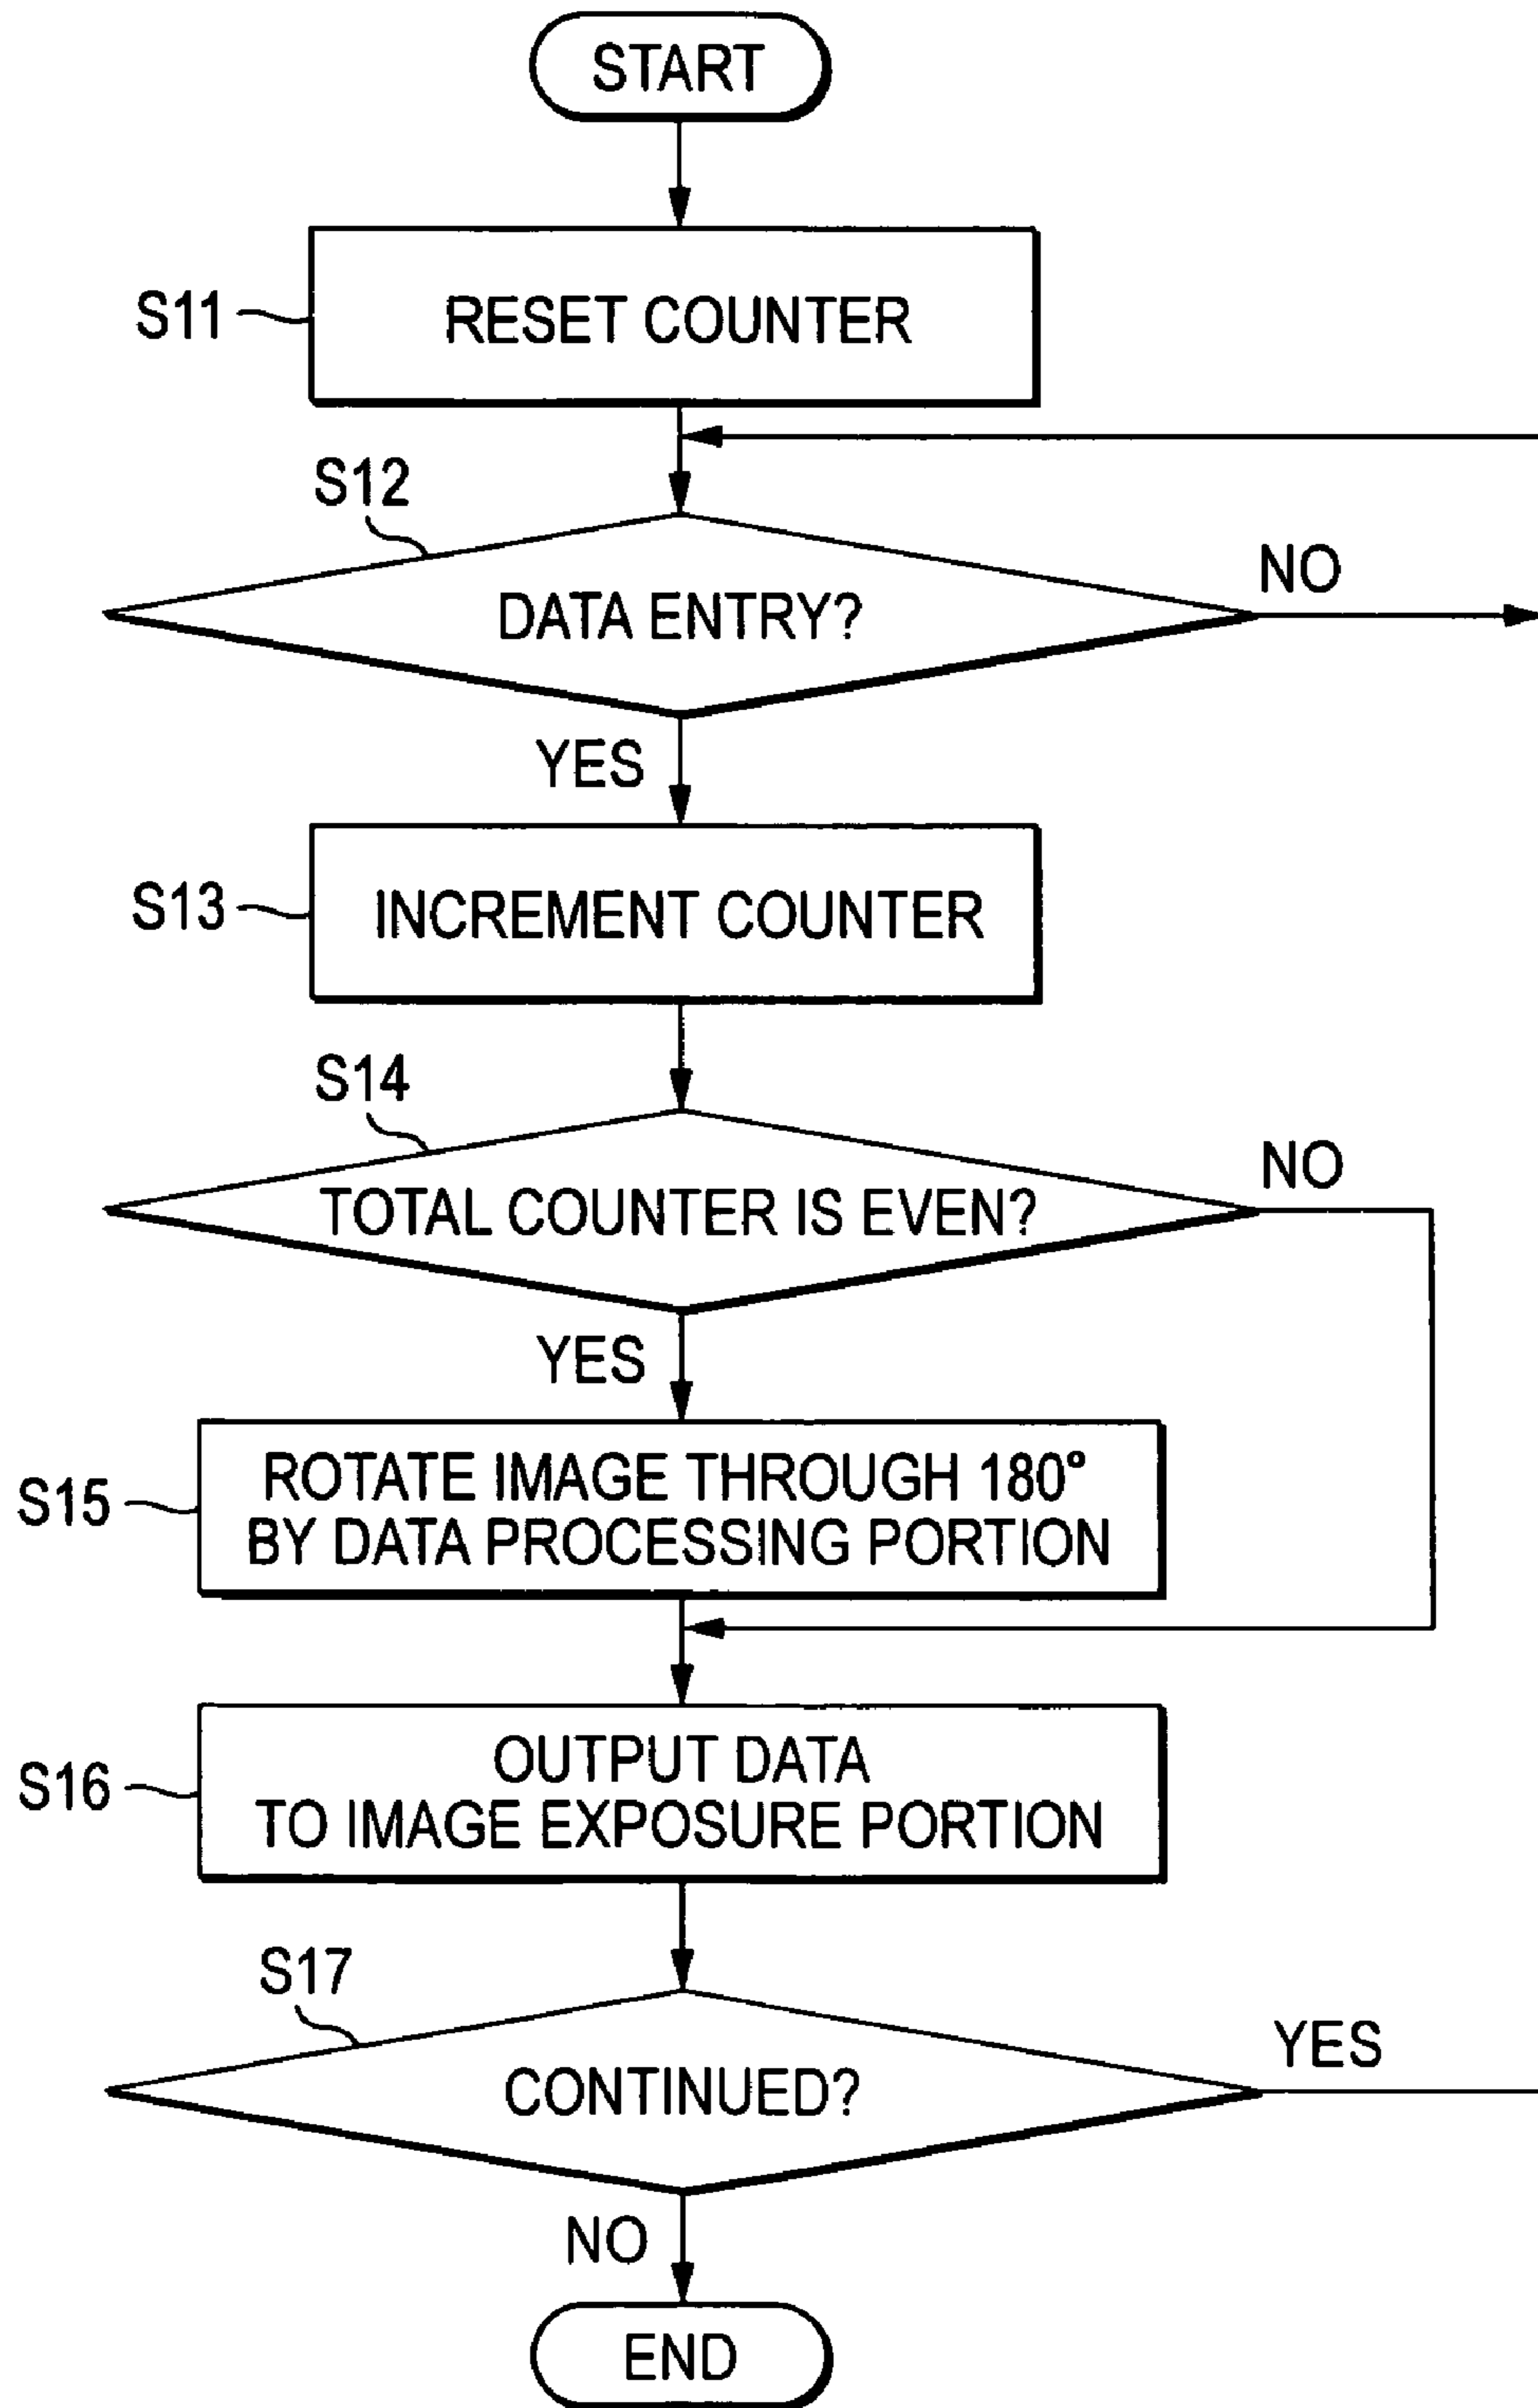 START
S11
RESET COUNTER
S12
DATA ENTRY?
NO
YES
S13
INCREMENT COUNTER
S14
TOTAL COUNTER IS EVEN?
NO
YES
S15
ROTATE IMAGE THROUGH 180°
BY DATA PROCESSING PORTION
S16
OUTPUT DATA
TO IMAGE EXPOSURE PORTION
S17
CONTINUED?
YES
NO
END